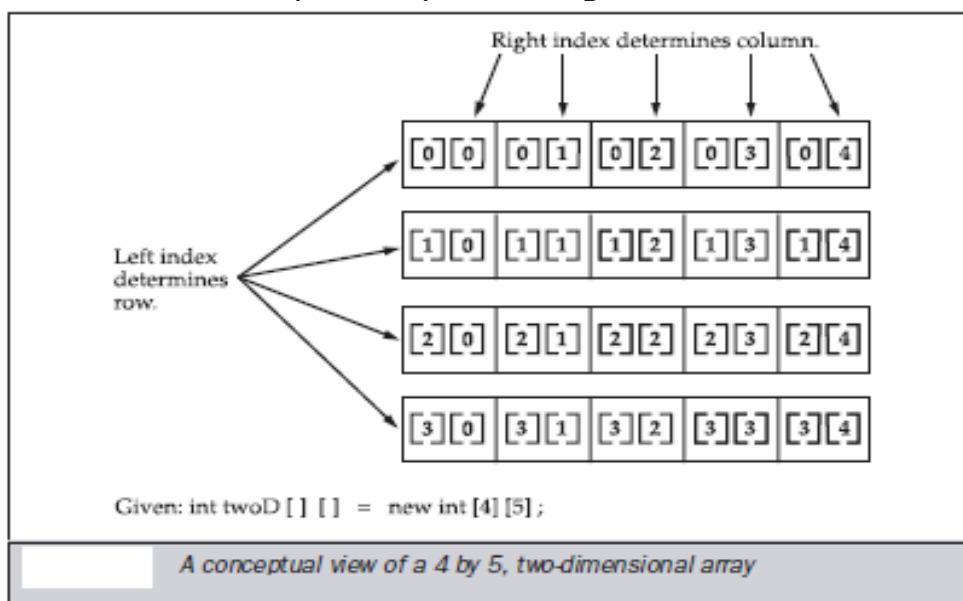 Right index determines column.
[0][0] [0][1] [0][2] [0][3] [0][4]
[1][0] [1][1] [1][2] [1][3] [1][4]
Left index
determines
row.
[2][0] [2][1] [2][2] [2][3] [2][4]
[3][0] [3][1] [3][2] [3][3] [3][4]
Given: int twoD [ ] [ ] = new int [4] [5] ;
A conceptual view of a 4 by 5, two-dimensional array